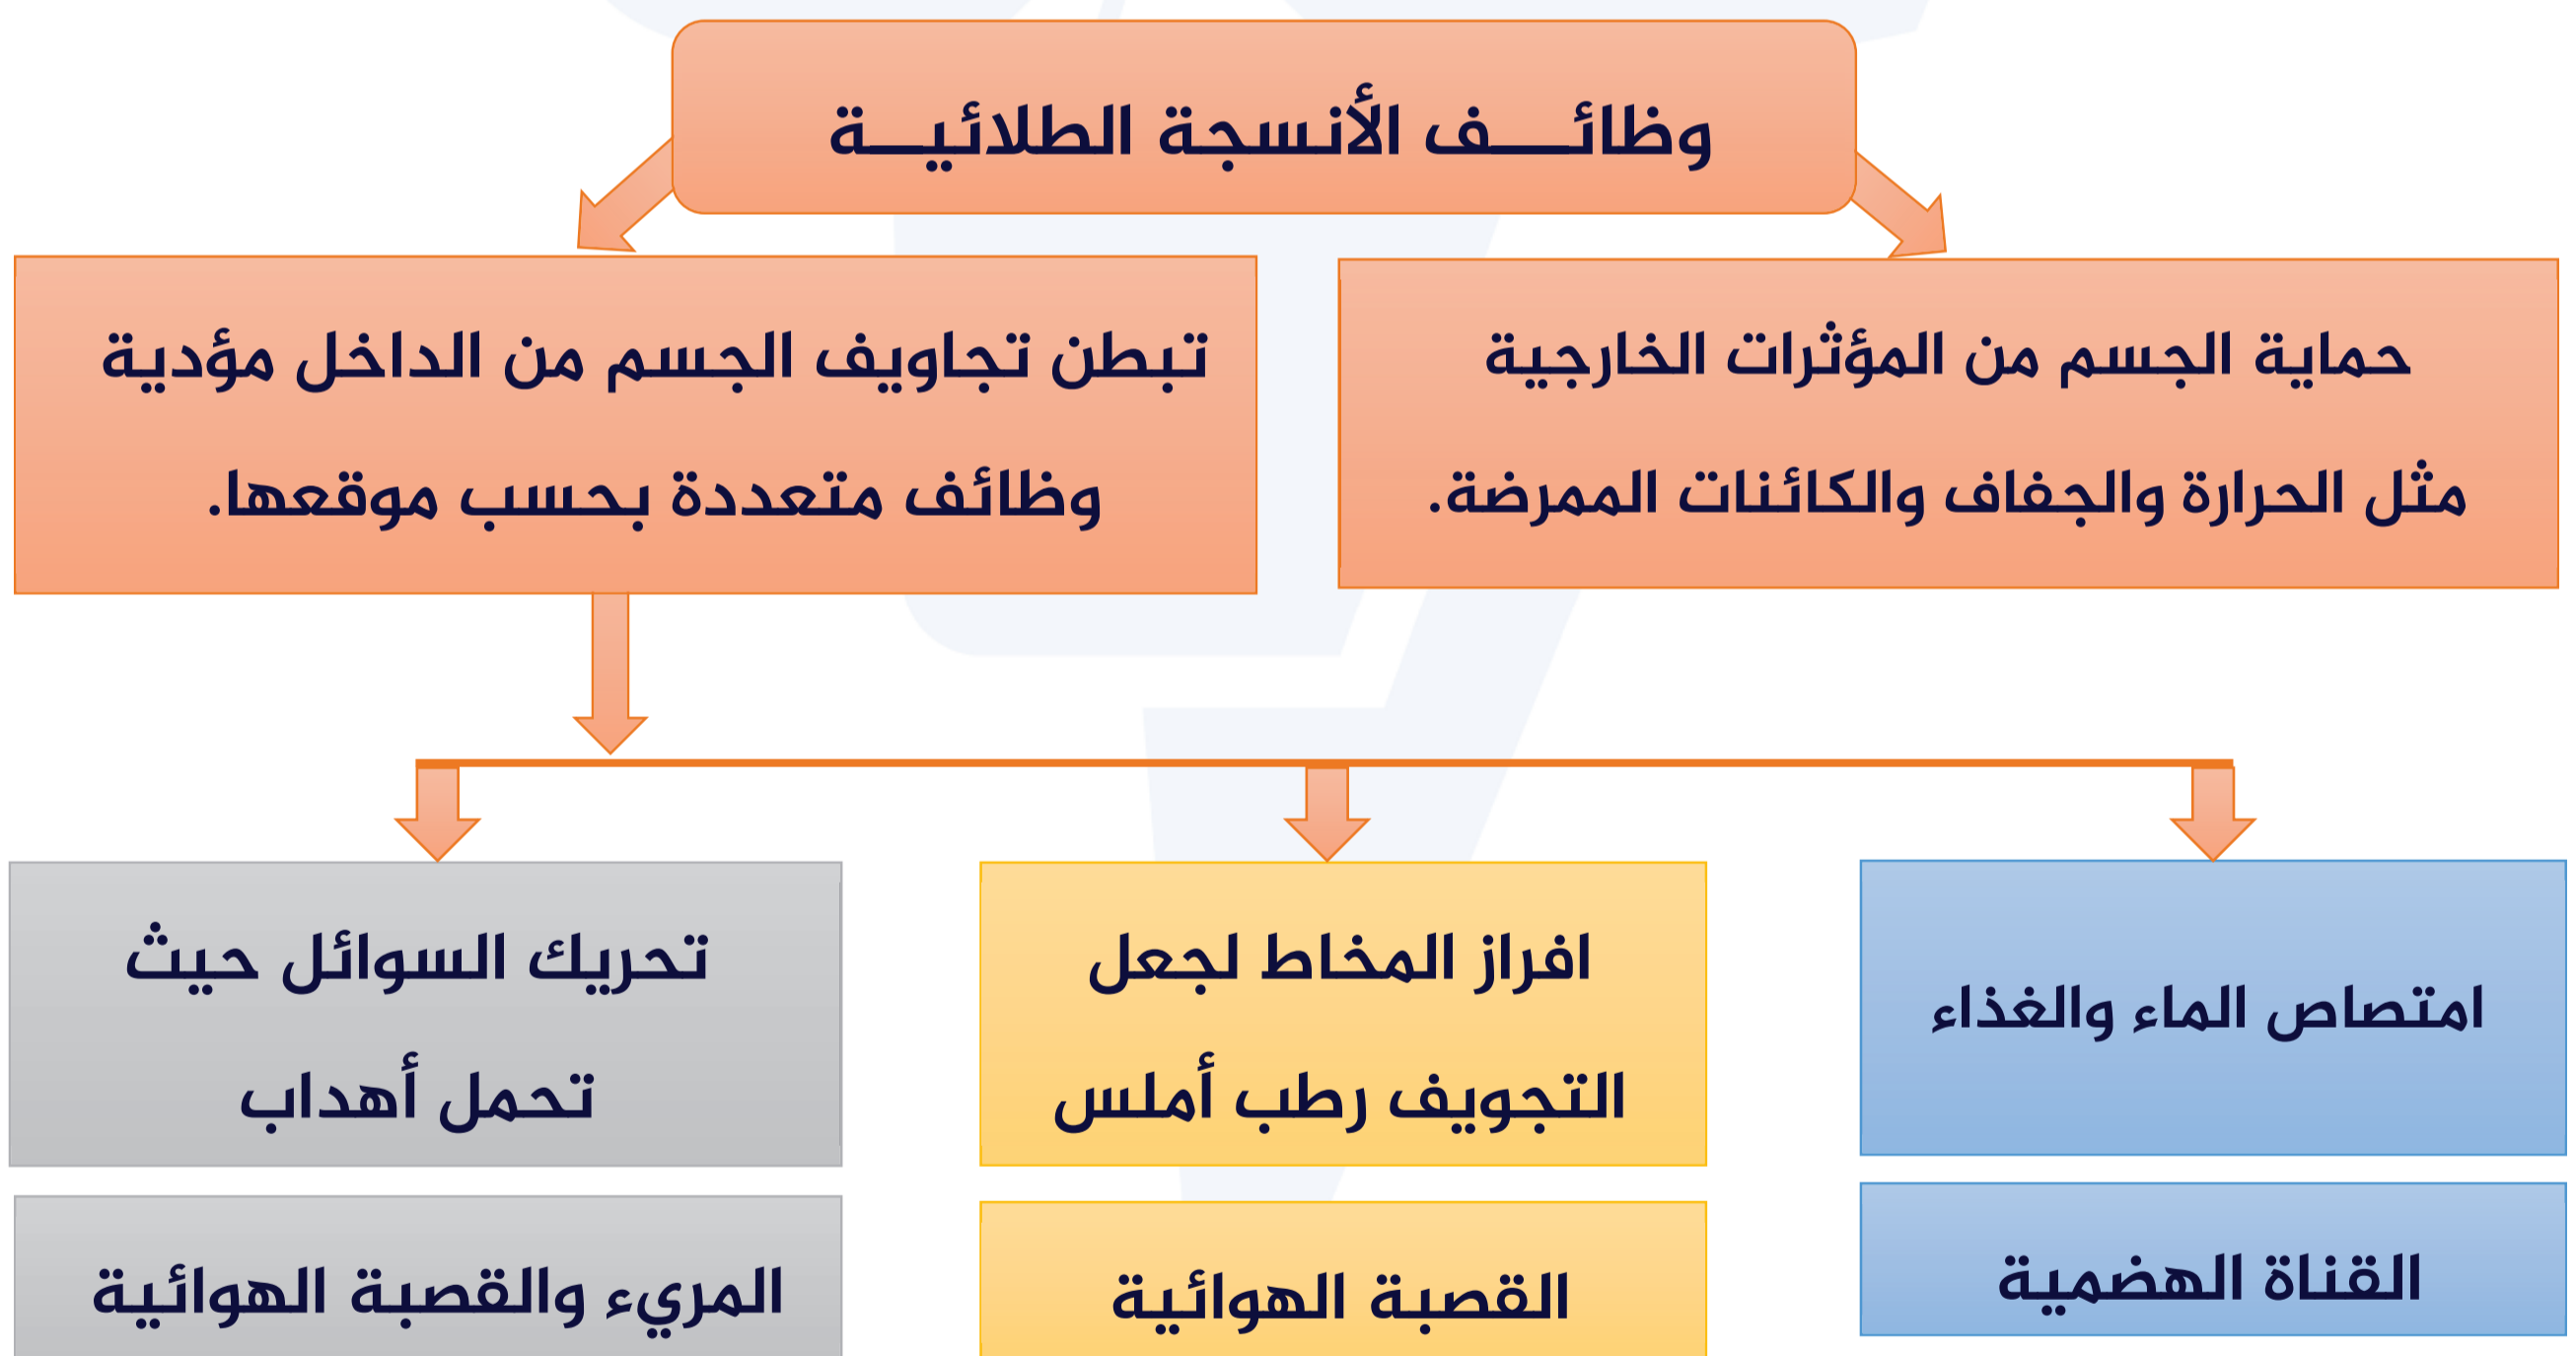 وظائف الأنسجة الطلائية
حماية الجسم من المؤثرات الخارجية
مثل الحرارة والجفاف والكائنات الممرضة.
تبطن تجاويف الجسم من الداخل مؤدية
وظائف متعددة بحسب موقعها.
امتصاص الماء والغذاء
القناة الهضمية
افراز المخاط لجعل
التجويف رطب أملس
القصبة الهوائية
تحريك السوائل حيث
تحمل أهداب
المريء والقصبة الهوائية